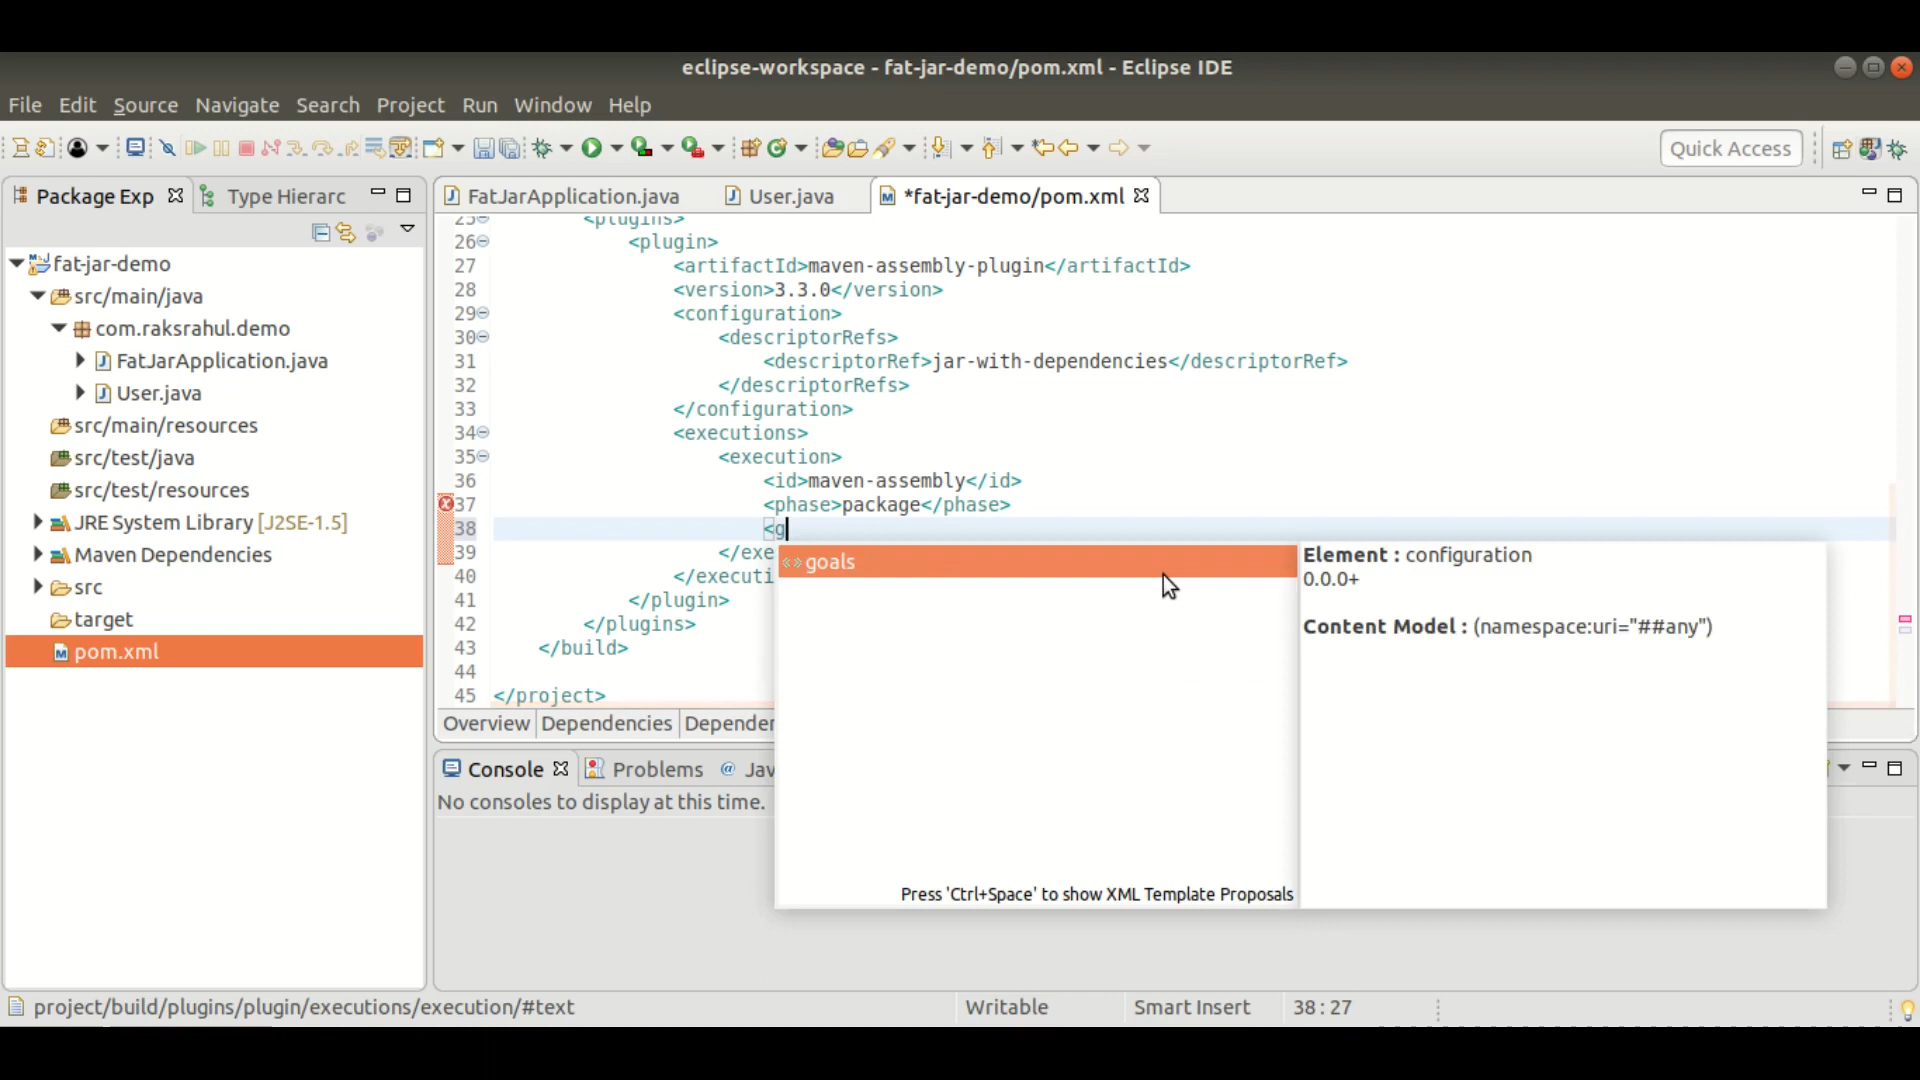 eclipse-workspace - fat-jar-demo/pom.xml - Eclipse IDE
File Edit Source Navigate Search Project Run Window Help
Quick Access
Package Exp
Type Hierarc
FatJarApplication.java
User.java
*fat-jar-demo/pom.xml
fat-jar-demo
src/main/java
com.raksrahul.demo
FatJarApplication.java
User.java
src/main/resources
src/test/java
src/test/resources
JRE System Library [J2SE-1.5]
Maven Dependencies
src
target
pom.xml
25 <plugins>
26 <plugin>
27 <artifactId>maven-assembly-plugin</artifactId>
28 <version>3.3.0</version>
29 <configuration>
30 <descriptorRefs>
31 <descriptorRef>jar-with-dependencies</descriptorRef>
32 </descriptorRefs>
33 </configuration>
34 <executions>
35 <execution>
36 <id>maven-assembly</id>
37 <phase>package</phase>
38 <g
39 </exe
40 </executi
41 </plugin>
42 </plugins>
43 </build>
44
45 </project>
goals
Press 'Ctrl+Space' to show XML Template Proposals
Element : configuration
0.0.0+
Content Model : (namespace:uri="##any")
Overview Dependencies Depender
Console Problems @ Jav
No consoles to display at this time.
project/build/plugins/plugin/executions/execution/#text
Writable
Smart Insert
38 : 27